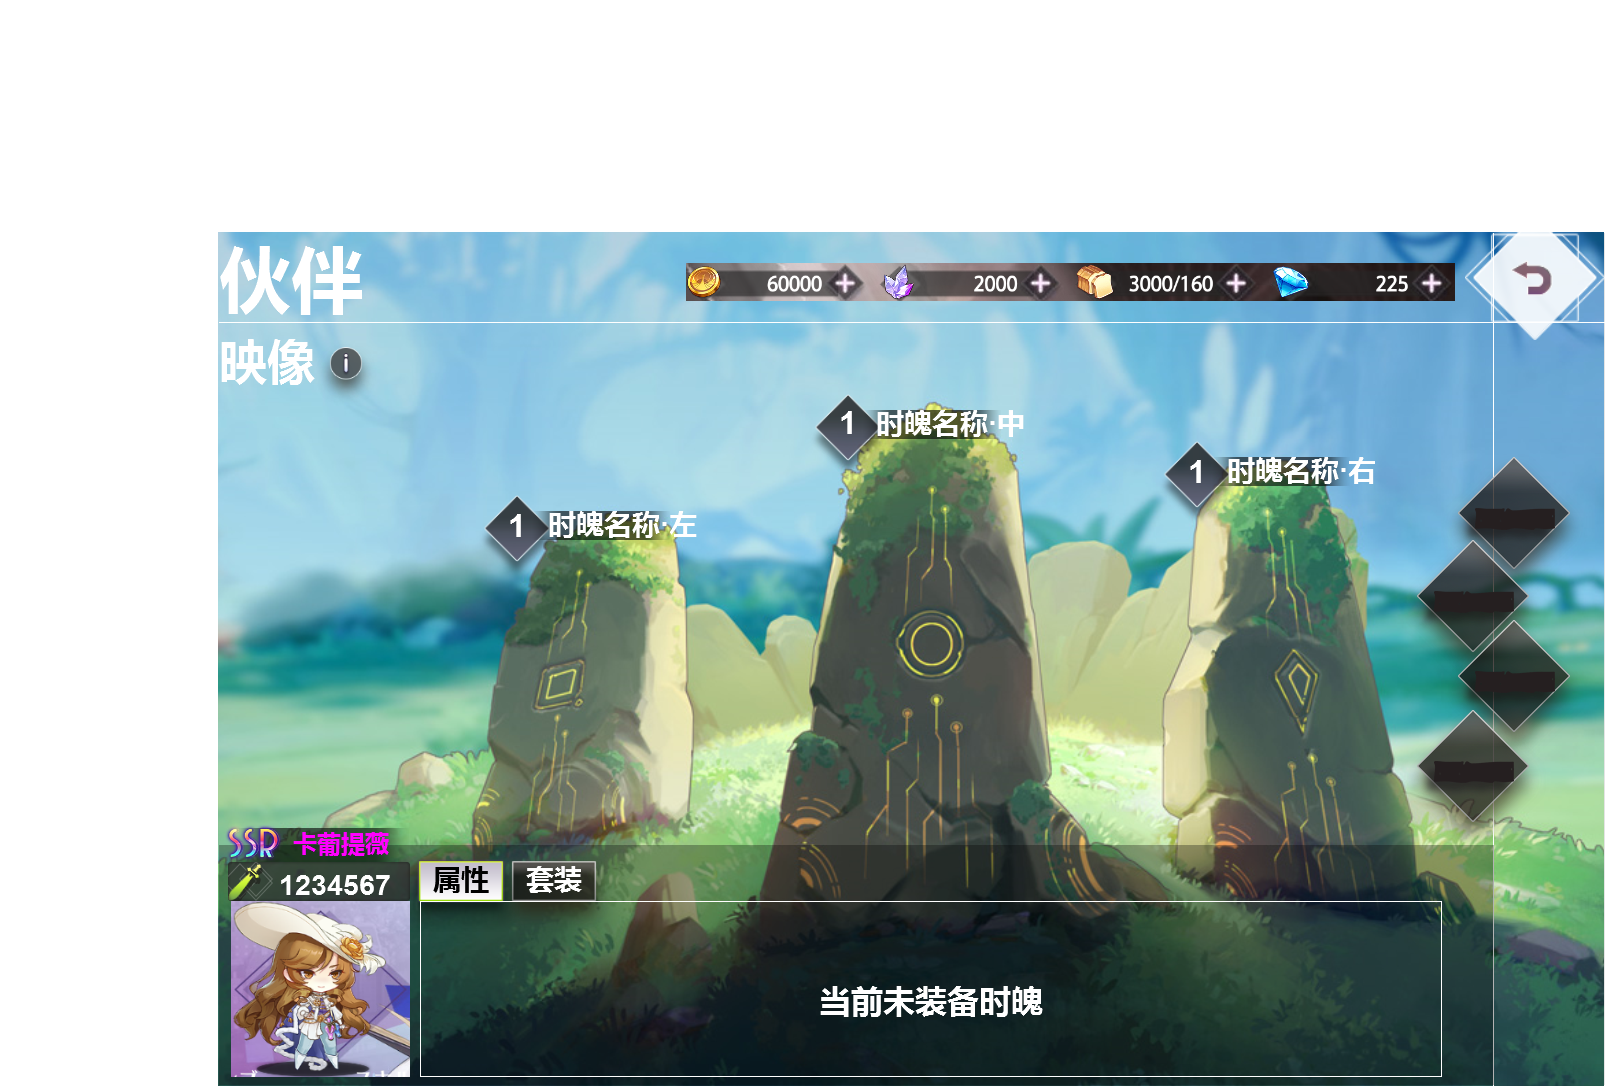 伙伴
60000
2000
3000/160
225
映像
i
1 时魄名称·中
1 时魄名称·右
1 时魄名称·左
SSR 卡葡提薇
1234567
属性
套装
当前未装备时魄